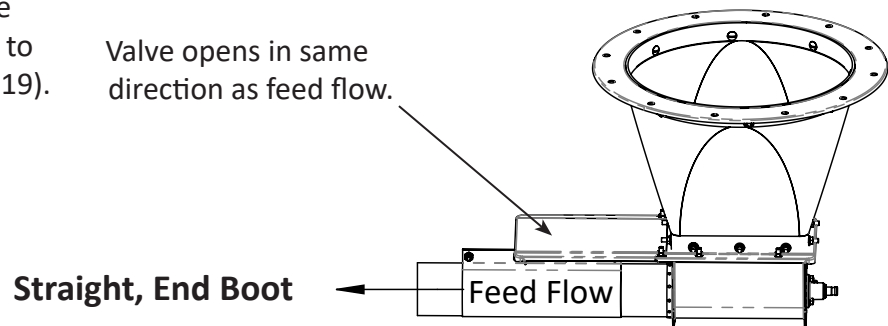 e
to
19).
Valve opens in same
direction as feed flow.
Straight, End Boot
Feed Flow